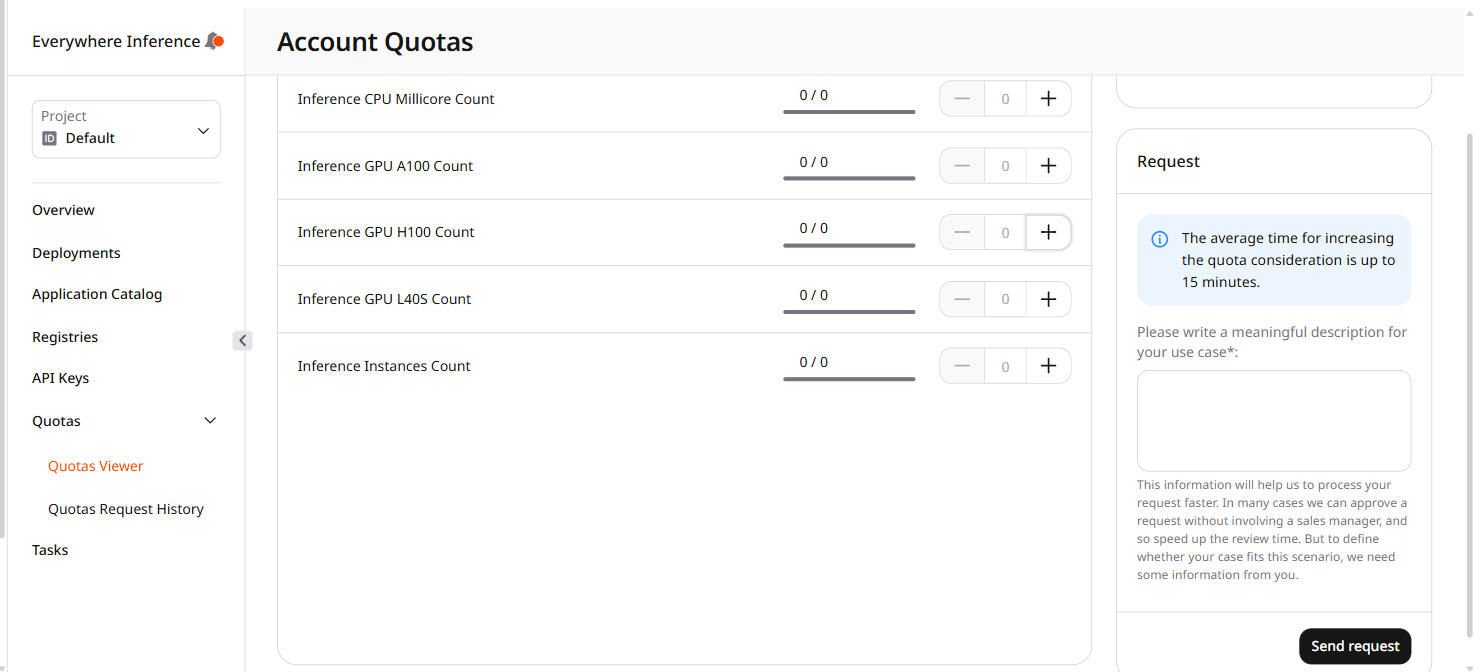 Everywhere Inference
Account Quotas
Project
ID Default
Overview
Deployments
Application Catalog
Registries
API Keys
Quotas
Quotas Viewer
Quotas Request History
Tasks
Inference CPU Millicore Count 0 / 0 — 0 +
Inference GPU A100 Count 0 / 0 — 0 +
Inference GPU H100 Count 0 / 0 — 0 +
Inference GPU L40S Count 0 / 0 — 0 +
Inference Instances Count 0 / 0 — 0 +
Request
The average time for increasing
the quota consideration is up to
15 minutes.
Please write a meaningful description for
your use case*:
This information will help us to process your
request faster. In many cases we can approve a
request without involving a sales manager, and
so speed up the review time. But to define
whether your case fits this scenario, we need
some information from you.
Send request